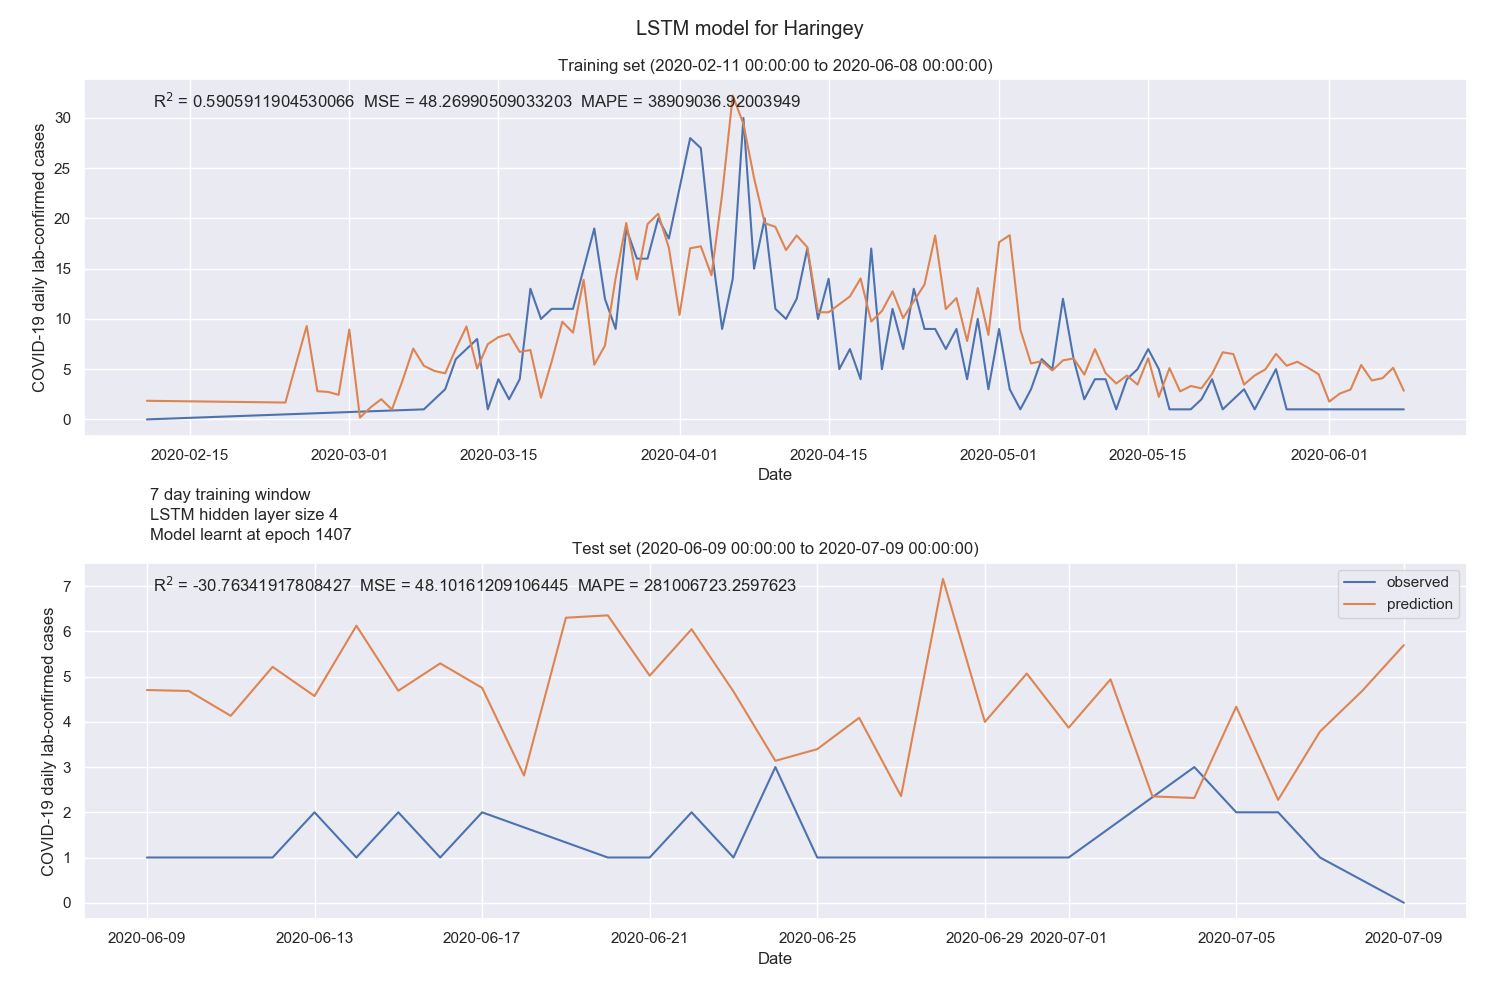 LSTM model for Haringey
Training set (2020-02-11 00:00:00 to 2020-06-08 00:00:00)
R² = 0.5905911904530066 MSE = 48.26990509033203 MAPE = 38909036.92003949
COVID-19 daily lab-confirmed cases
30
25
20
15
10
5
0
2020-02-15 2020-03-01 2020-03-15 2020-04-01 2020-04-15 2020-05-01 2020-05-15 2020-06-01
Date
7 day training window
LSTM hidden layer size 4
Model learnt at epoch 1407
Test set (2020-06-09 00:00:00 to 2020-07-09 00:00:00)
R² = -30.76341917808427 MSE = 48.10161209106445 MAPE = 281006723.2597623
observed
prediction
COVID-19 daily lab-confirmed cases
7
6
5
4
3
2
1
0
2020-06-09 2020-06-13 2020-06-17 2020-06-21 2020-06-25 2020-06-29 2020-07-01 2020-07-05 2020-07-09
Date